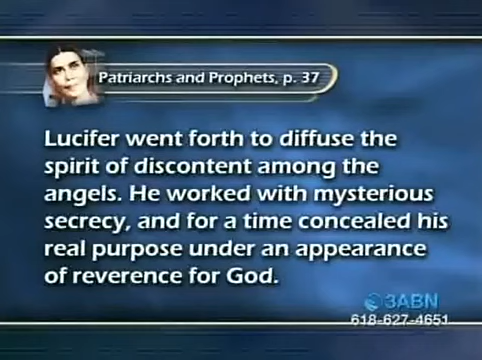 Patriarchs and Prophets, p. 37
Lucifer went forth to diffuse the
spirit of discontent among the
angels. He worked with mysterious
secrecy, and for a time concealed his
real purpose under an appearance
of reverence for God.
3ABN
618-627-4651